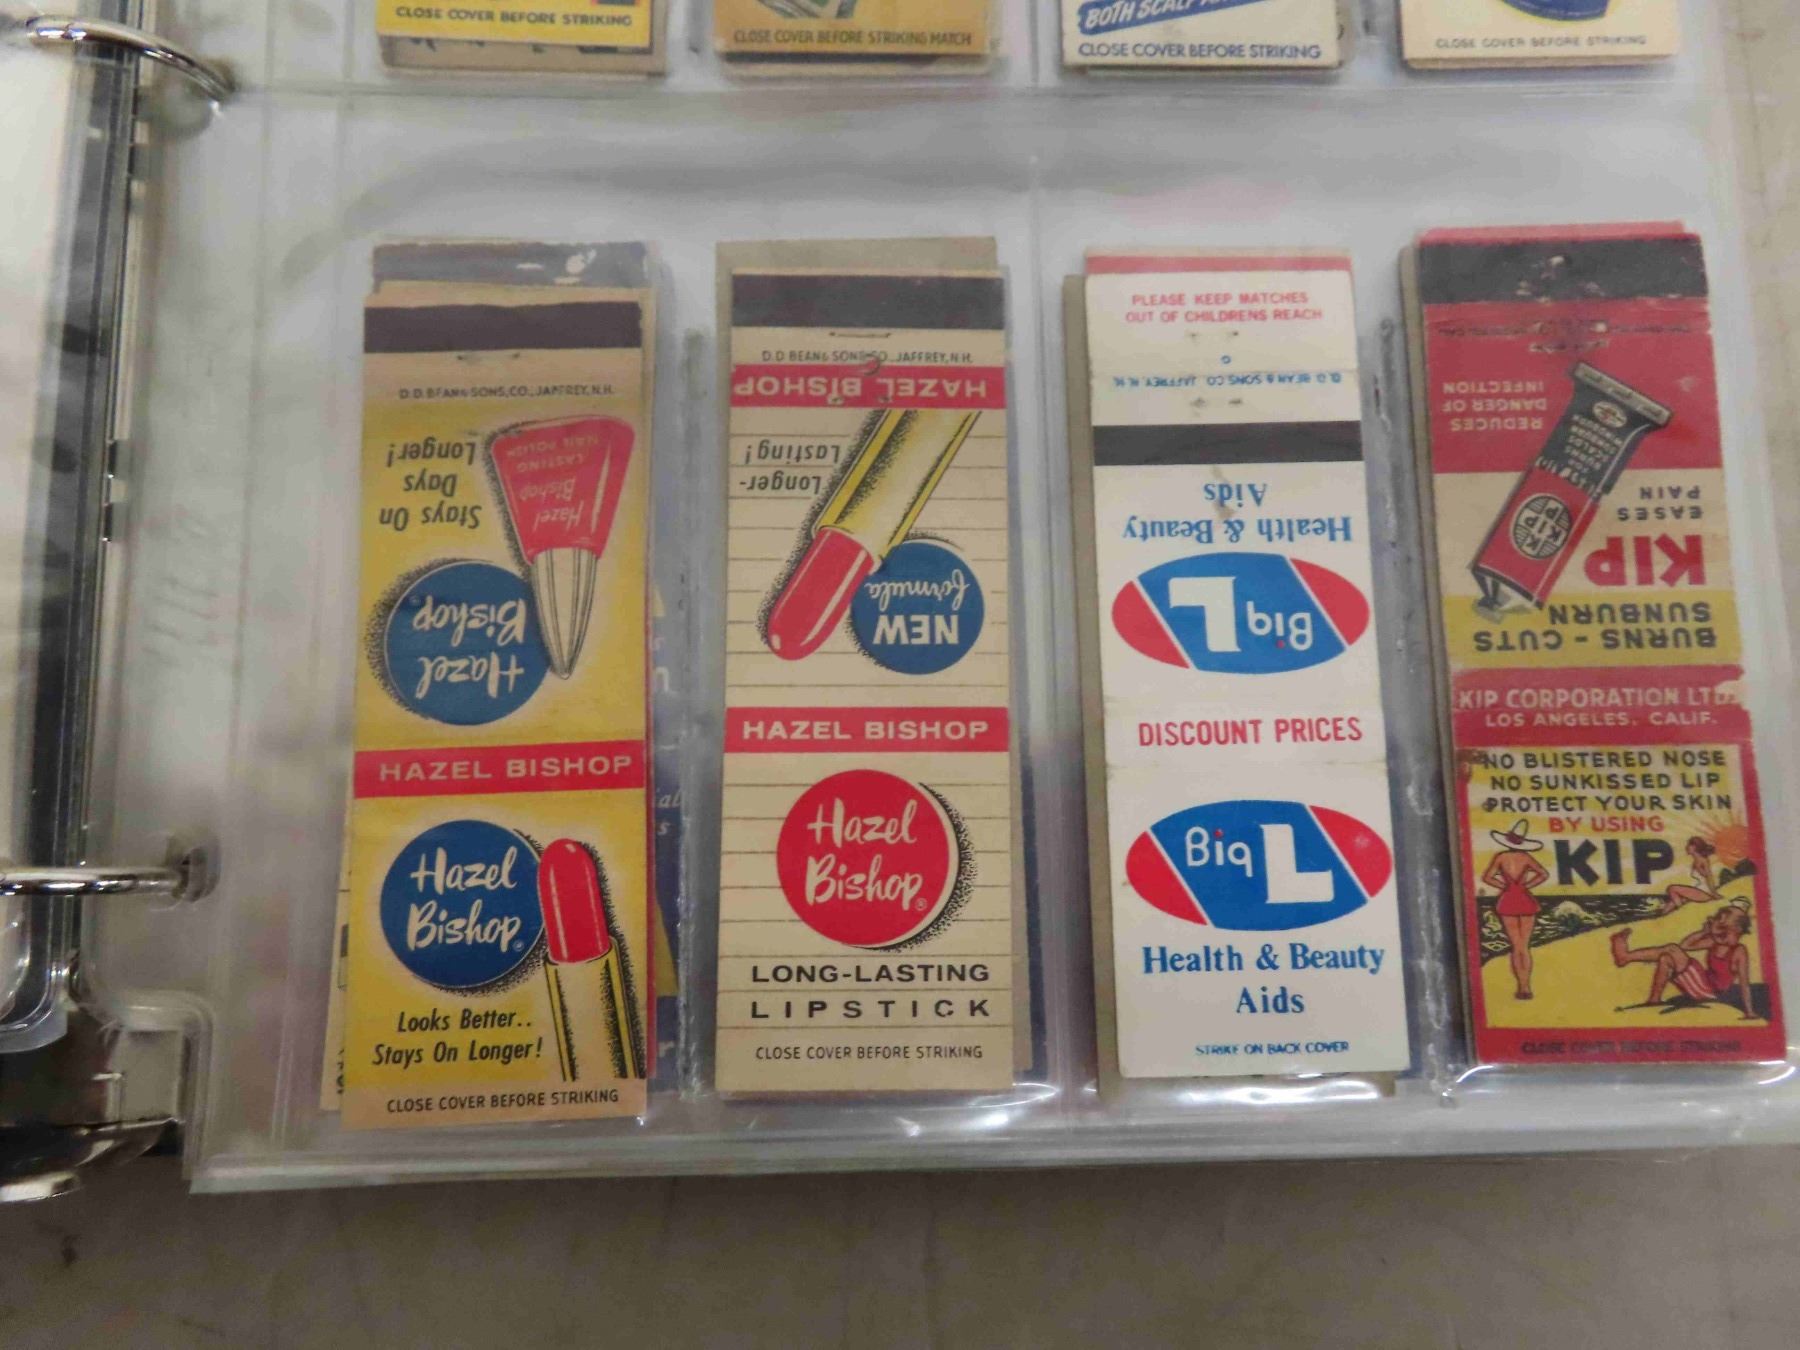 CLOSE COVER BEFORE STRIKING
CLOSE COVER BEFORE STRIKING MATCH
BOTH SCALP
CLOSE COVER BEFORE STRIKING
CLOSE COVER BEFORE STRIKING
D.D. BEAN & SONS, CO., JAFFREY, N.H.
Hazel
Bishop
LASTING
NAIL POLISH
Stays On
Days
Longer!
Hazel
Bishop®
HAZEL BISHOP
Hazel
Bishop®
Looks Better..
Stays On Longer!
CLOSE COVER BEFORE STRIKING
D.D. BEAN & SONS CO., JAFFREY, N.H.
HAZEL BISHOP
Longer-
Lasting!
NEW
formula
HAZEL BISHOP
Hazel
Bishop®
LONG-LASTING
LIPSTICK
CLOSE COVER BEFORE STRIKING
PLEASE KEEP MATCHES
OUT OF CHILDRENS REACH
D. D. BEAN & SONS CO. JAFFREY, N. H.
Big L
Health & Beauty
Aids
DISCOUNT PRICES
Big L
Health & Beauty
Aids
STRIKE ON BACK COVER
BURNS - CUTS
SUNBURN
KIP
EASES
PAIN
REDUCES
DANGER OF
INFECTION
KIP
KIP
KIP CORPORATION LTD.
LOS ANGELES, CALIF.
NO BLISTERED NOSE
NO SUNKISSED LIP
PROTECT YOUR SKIN
BY USING
KIP
CLOSE COVER BEFORE STRIKING